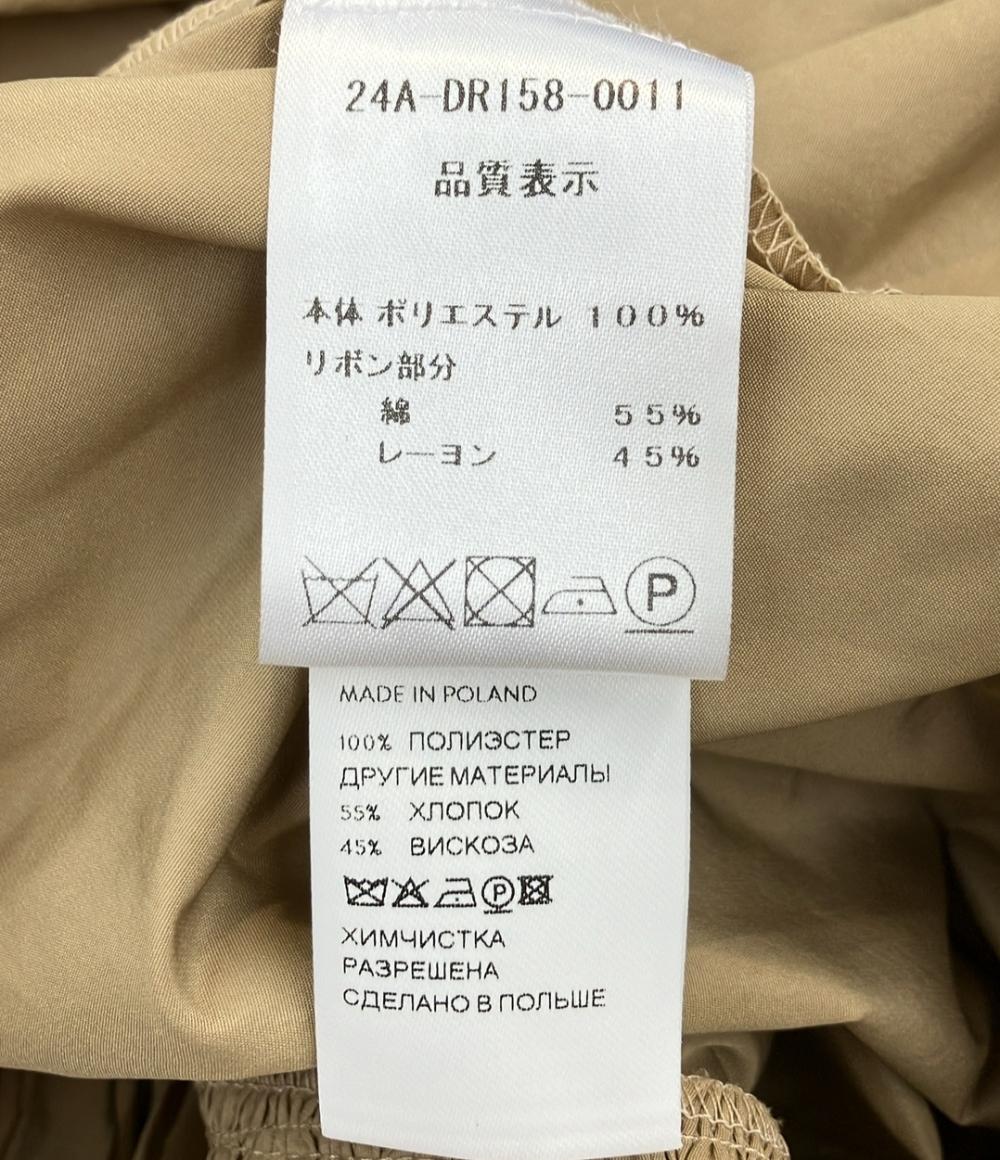 24A-DR158-0011
品質表示
本体 ポリエステル 100%
リボン部分
綿 55%
レーヨン 45%
P
MADE IN POLAND
100% ПОЛИЭСТЕР
ДРУГИЕ МАТЕРИАЛЫ
55% ХЛОПОК
45% ВИСКОЗА
P
ХИМЧИСТКА
РАЗРЕШЕНА
СДЕЛАНО В ПОЛЬШЕ